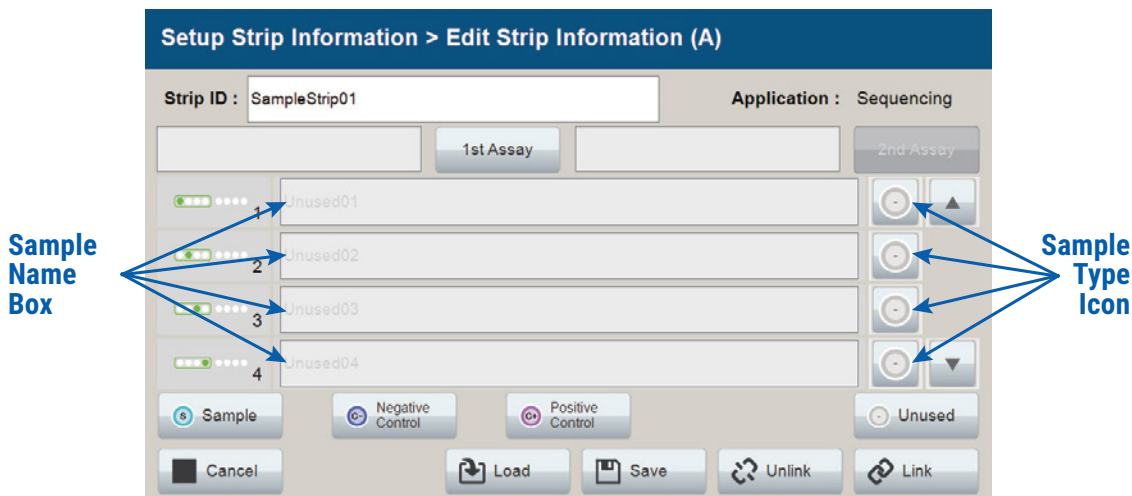 Setup Strip Information > Edit Strip Information (A)
Strip ID : SampleStrip01 Application : Sequencing
1st Assay 2nd Assay
1 Unused01
2 Unused02
3 Unused03
4 Unused04
Sample
Name
Box
Sample
Type
Icon
S Sample
C- Negative
Control
C+ Positive
Control
- Unused
Cancel Load Save Unlink Link